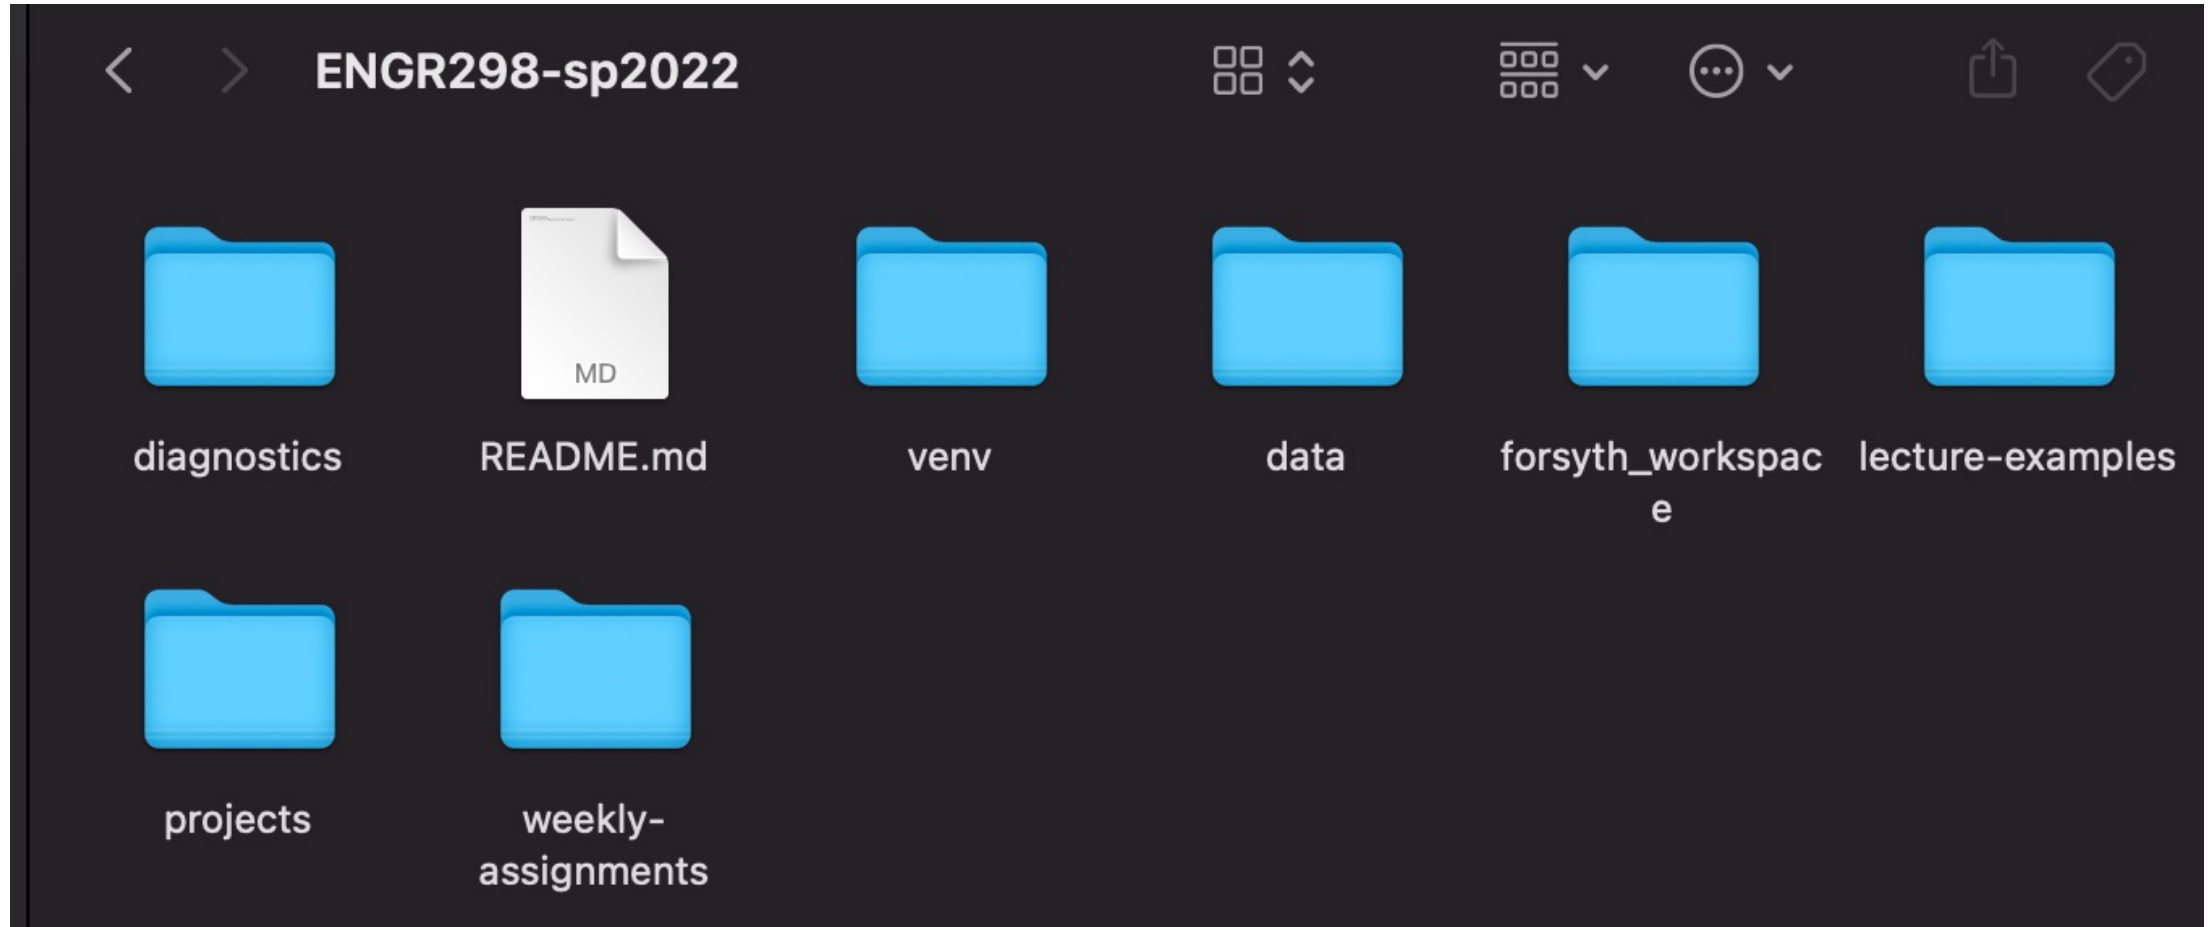 ENGR298-sp2022
MD
diagnostics
README.md
venv
data
forsyth_workspac
e
lecture-examples
projects
weekly-
assignments